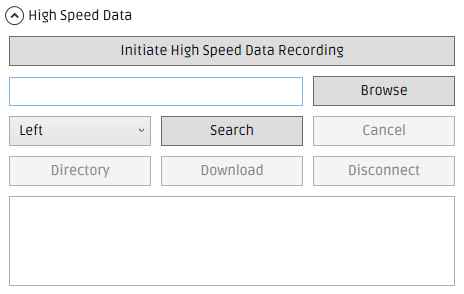 High Speed Data
Initiate High Speed Data Recording
Browse
Left Search Cancel
Directory Download Disconnect